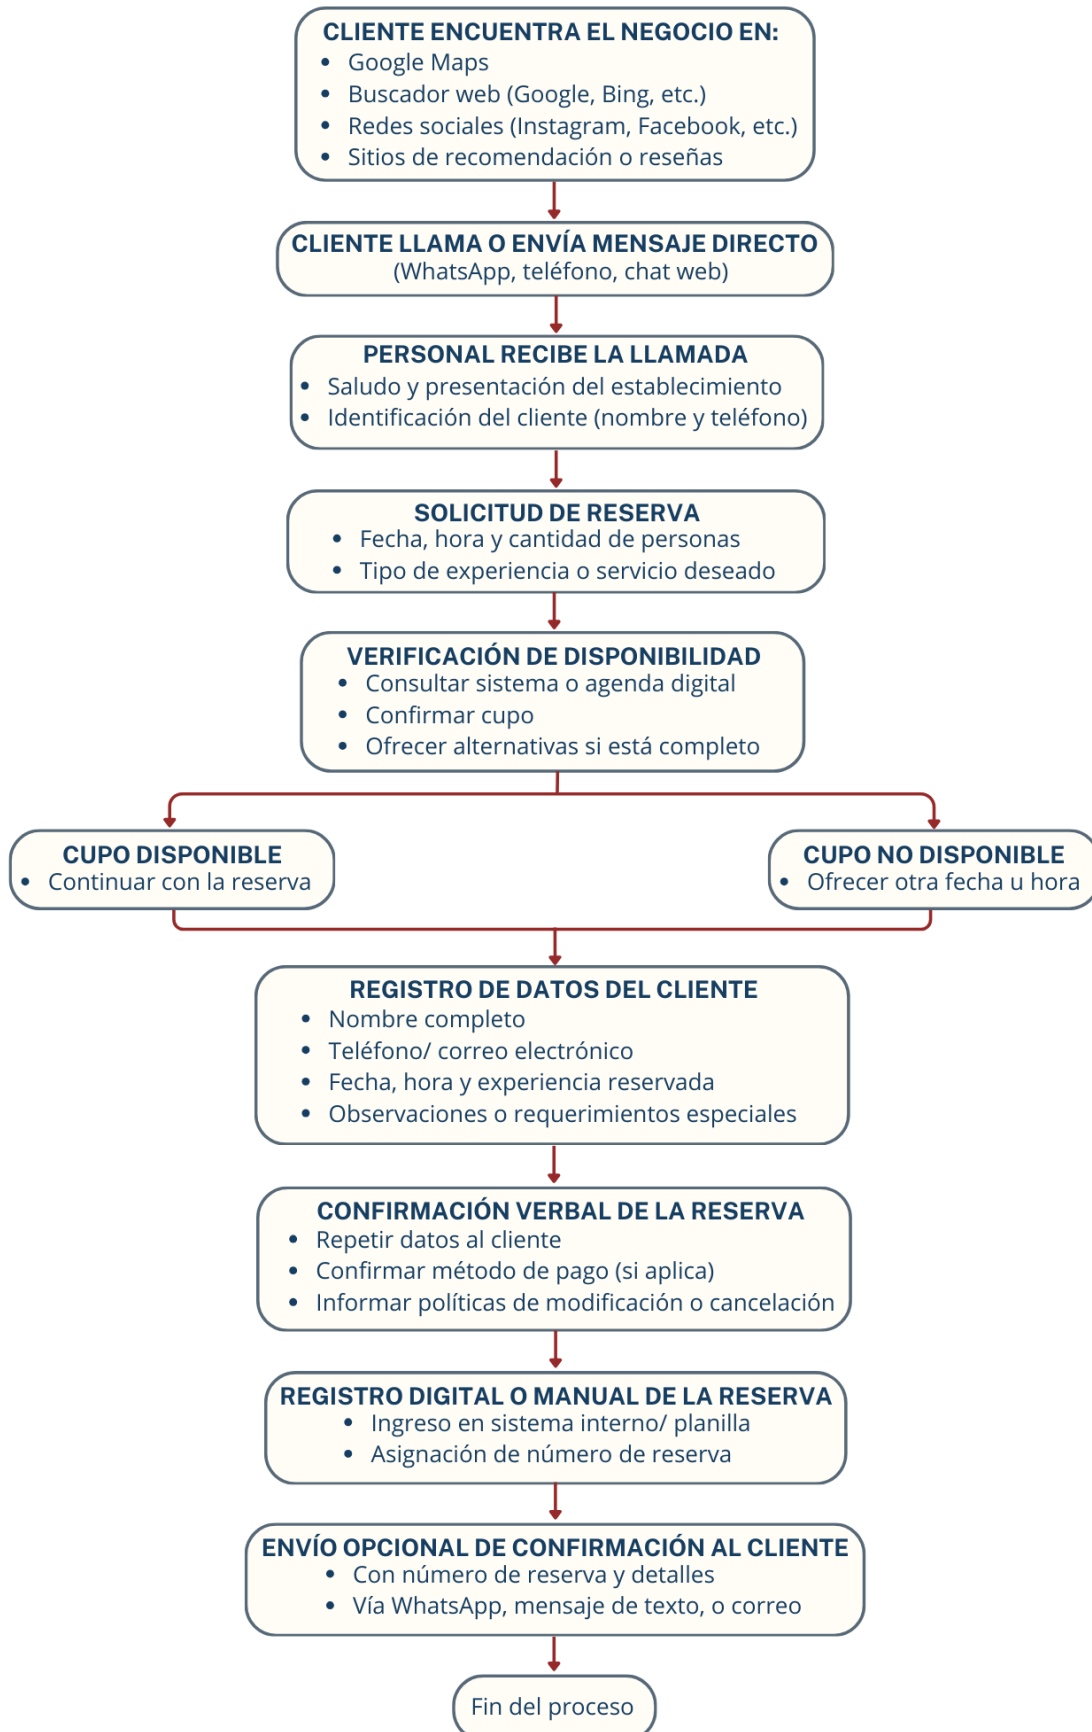 CLIENTE ENCUENTRA EL NEGOCIO EN:
• Google Maps
• Buscador web (Google, Bing, etc.)
• Redes sociales (Instagram, Facebook, etc.)
• Sitios de recomendación o reseñas
CLIENTE LLAMA O ENVÍA MENSAJE DIRECTO
(WhatsApp, teléfono, chat web)
PERSONAL RECIBE LA LLAMADA
• Saludo y presentación del establecimiento
• Identificación del cliente (nombre y teléfono)
SOLICITUD DE RESERVA
• Fecha, hora y cantidad de personas
• Tipo de experiencia o servicio deseado
VERIFICACIÓN DE DISPONIBILIDAD
• Consultar sistema o agenda digital
• Confirmar cupo
• Ofrecer alternativas si está completo
CUPO DISPONIBLE
• Continuar con la reserva
CUPO NO DISPONIBLE
• Ofrecer otra fecha u hora
REGISTRO DE DATOS DEL CLIENTE
• Nombre completo
• Teléfono/ correo electrónico
• Fecha, hora y experiencia reservada
• Observaciones o requerimientos especiales
CONFIRMACIÓN VERBAL DE LA RESERVA
• Repetir datos al cliente
• Confirmar método de pago (si aplica)
• Informar políticas de modificación o cancelación
REGISTRO DIGITAL O MANUAL DE LA RESERVA
• Ingreso en sistema interno/ planilla
• Asignación de número de reserva
ENVÍO OPCIONAL DE CONFIRMACIÓN AL CLIENTE
• Con número de reserva y detalles
• Vía WhatsApp, mensaje de texto, o correo
Fin del proceso